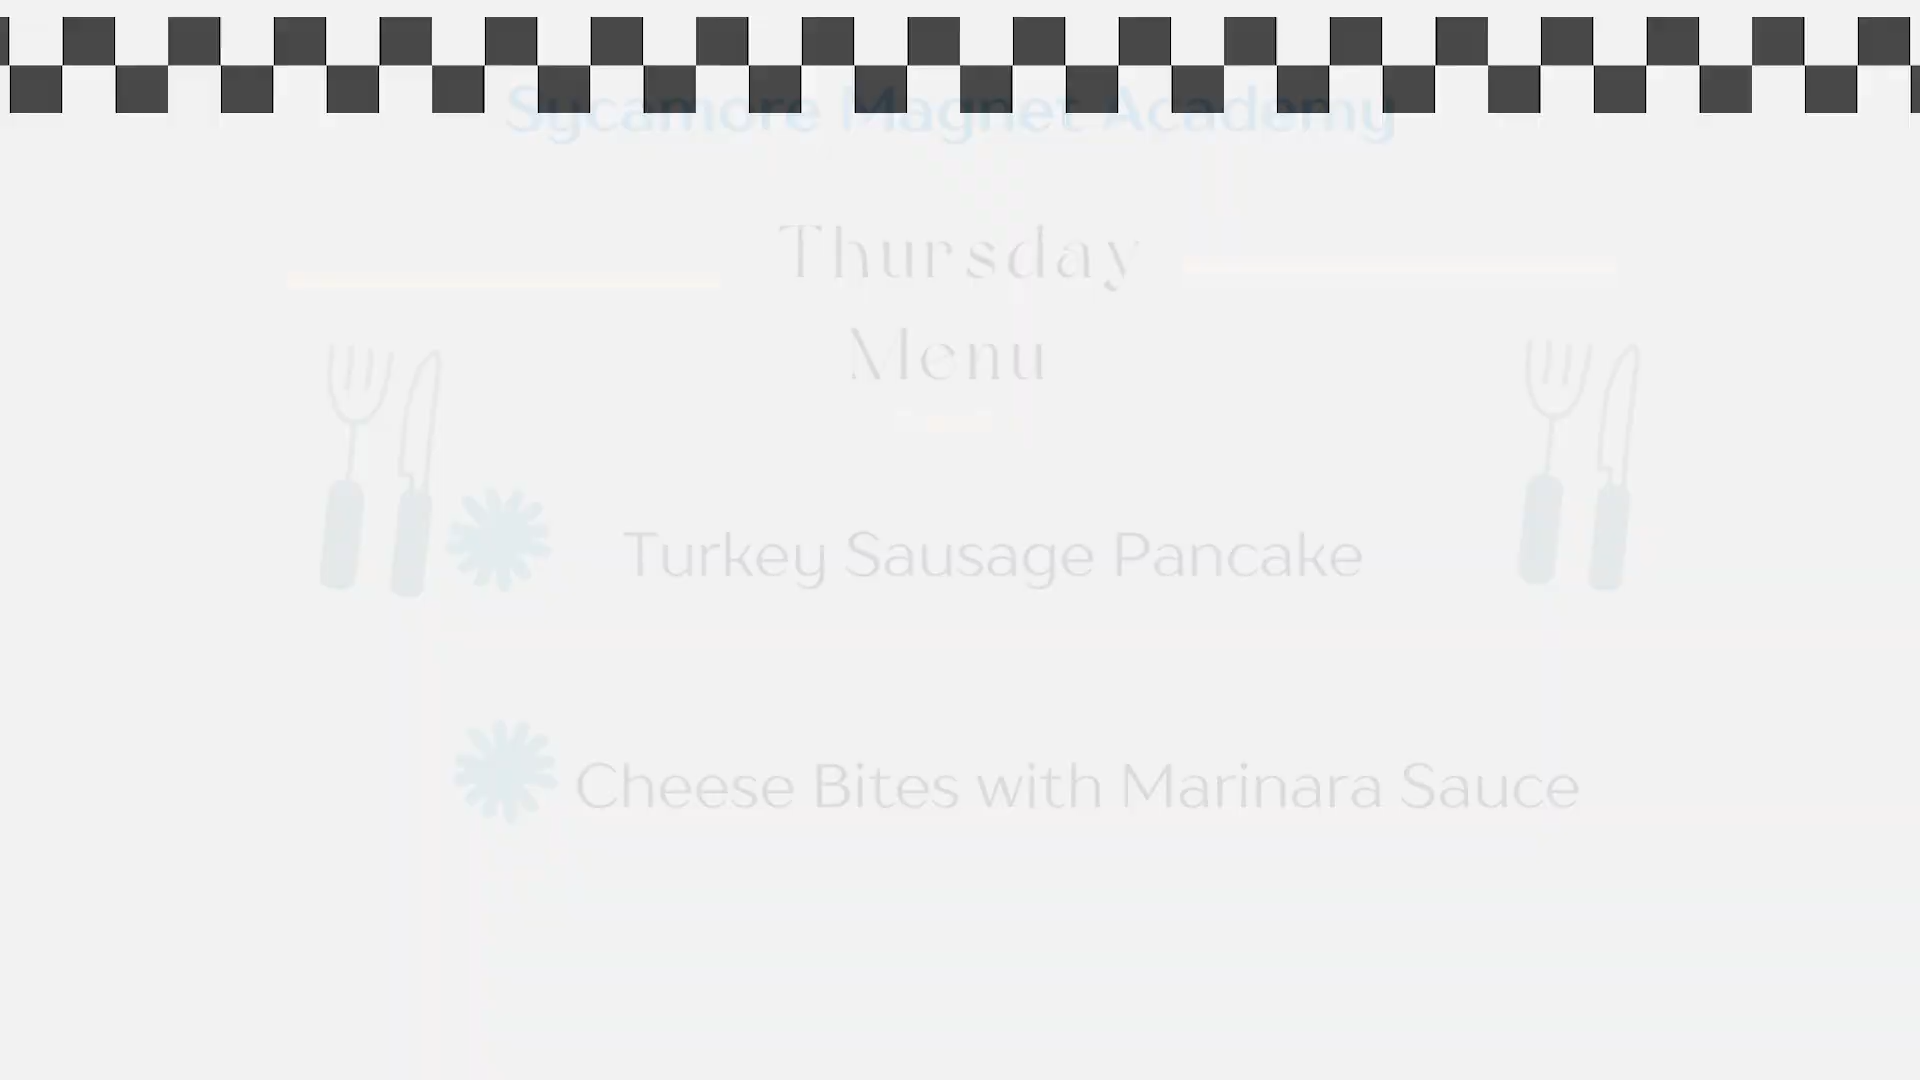 Sycamore Magnet Academy
Thursday
Menu
Turkey Sausage Pancake
Cheese Bites with Marinara Sauce